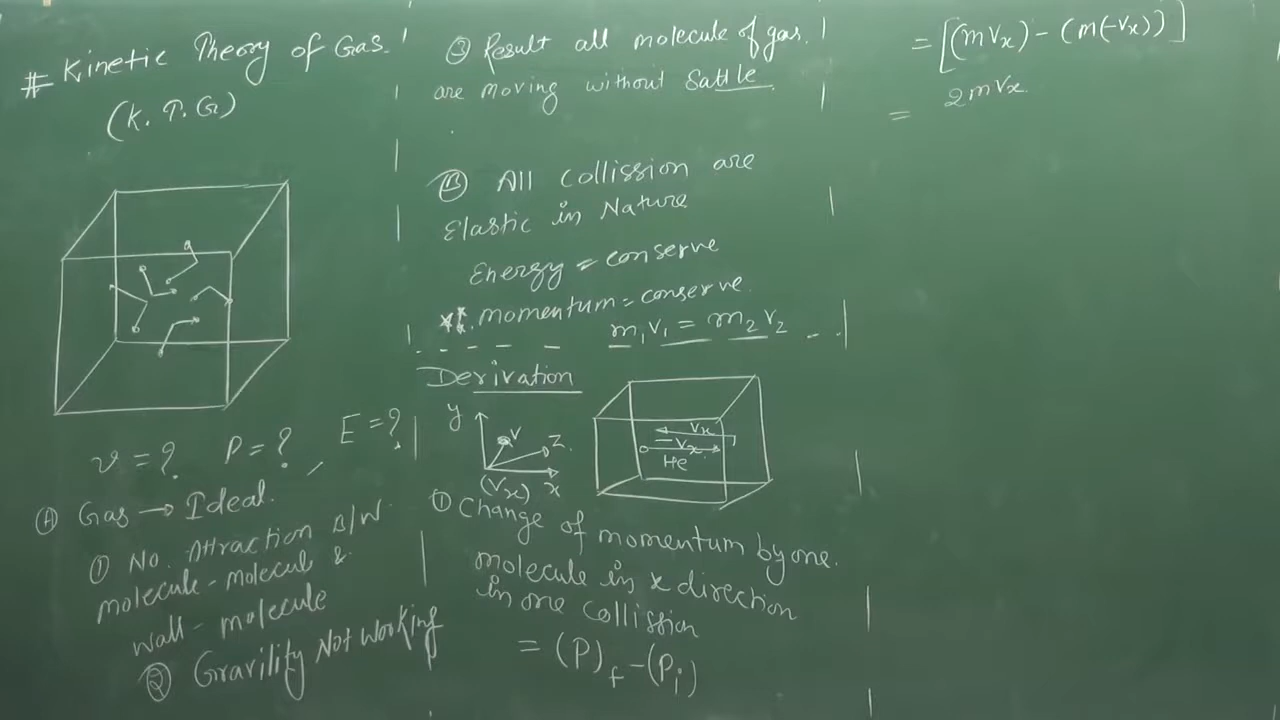 # Kinetic Theory of Gas.
(K. T. G)
v = ? P = ? , E = ?
(A) Gas → Ideal.
① No. Attraction B/W
molecule - molecul &
wall - molecule
② Gravility Not Working
③ Result all molecule of gas.
are moving without Sattle.
(B) All Collission are
Elastic in Nature
Energy = conserve
**. momentum = conserve.
m₁v₁ = m₂v₂
Derivation
y
v
z.
(Vx) x
Vx
-Vx
He
① Change of momentum by one.
molecule in x direction
in one Collission
= (P)f - (Pi)
= [(mVx) - (m(-Vx))]
= 2mVx